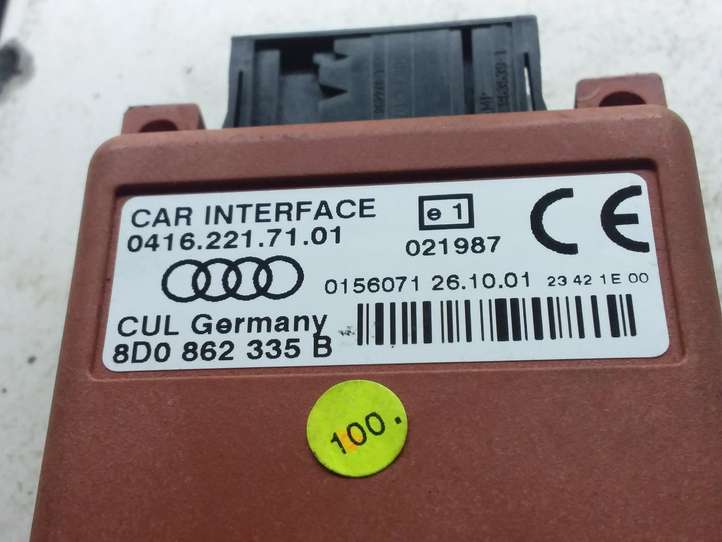 CAR INTERFACE
0416.221.71.01
e 1
021987
CE
0156071 26.10.01 23 42 1E 00
CUL Germany
8D0 862 335 B
100.